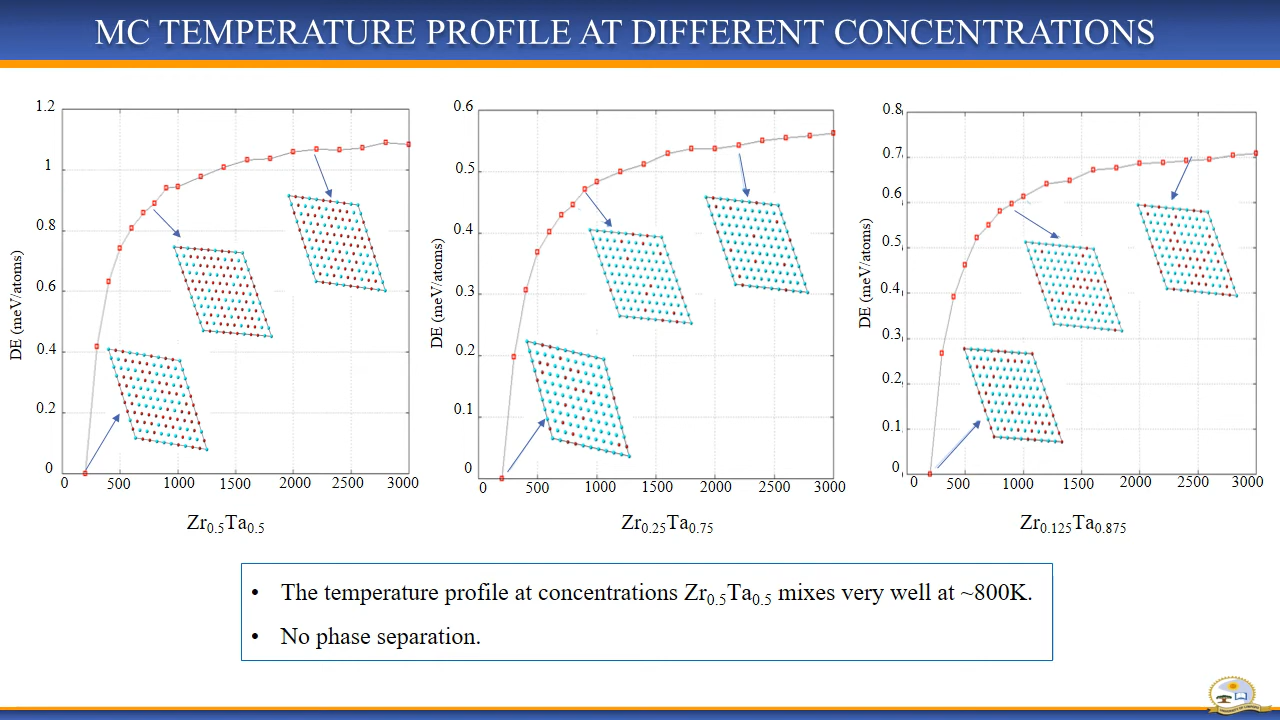 MC TEMPERATURE PROFILE AT DIFFERENT CONCENTRATIONS
1.2
1
0.8
0.6
0.4
0.2
0
DE (meV/atoms)
0 500 1000 1500 2000 2500 3000
Zr0.5Ta0.5
0.6
0.5
0.4
0.3
0.2
0.1
0
DE (meV/atoms)
0 500 1000 1500 2000 2500 3000
Zr0.25Ta0.75
0.8
0.7
0.6
0.5
0.4
0.3
0.2
0.1
0
DE (meV/atoms)
0 500 1000 1500 2000 2500 3000
Zr0.125Ta0.875
• The temperature profile at concentrations Zr0.5Ta0.5 mixes very well at ~800K.
• No phase separation.